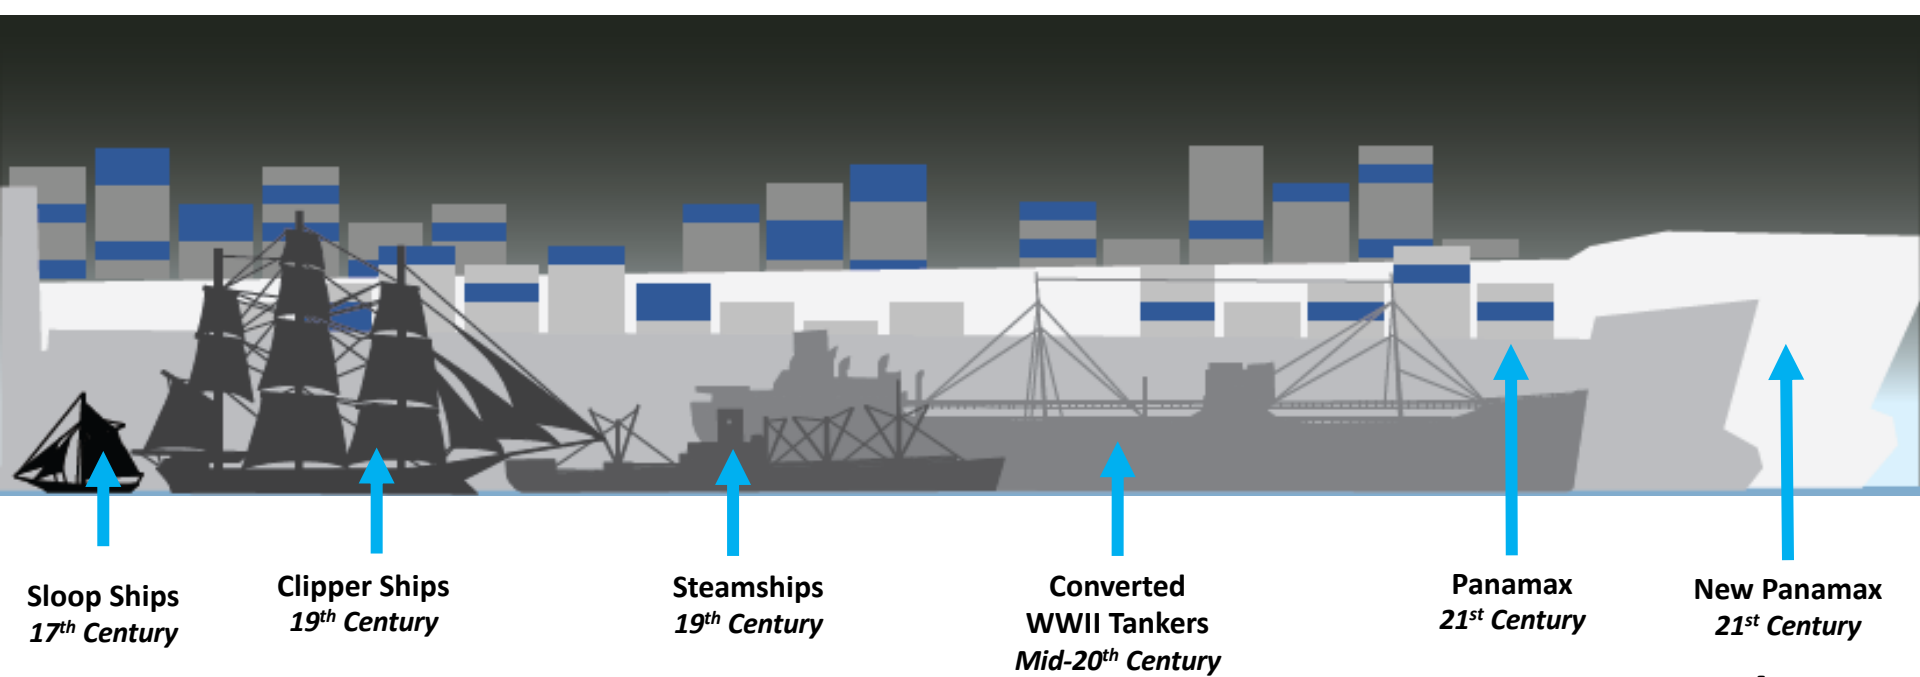 Sloop Ships
17th Century
Clipper Ships
19th Century
Steamships
19th Century
Converted
WWII Tankers
Mid-20th Century
Panamax
21st Century
New Panamax
21st Century